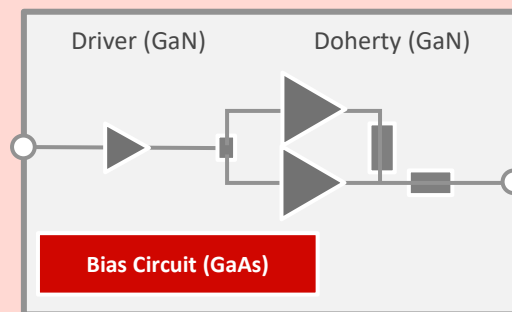 Driver (GaN)
Doherty (GaN)
Bias Circuit (GaAs)